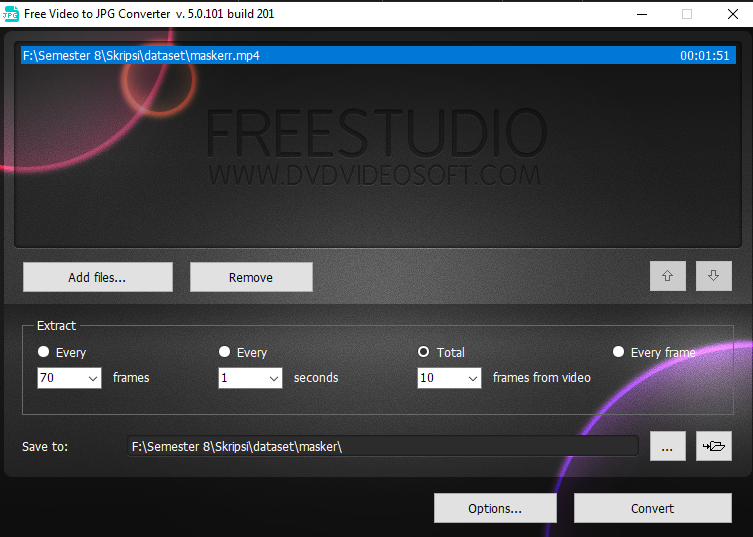 JPG
Free Video to JPG Converter v. 5.0.101 build 201
F:\Semester 8\Skripsi\dataset\maskerr.mp4 00:01:51
FREESTUDIO
WWW.DVDVIDEOSOFT.COM
Add files... Remove
Extract
Every Every Total Every frame
70 frames 1 seconds 10 frames from video
Save to: F:\Semester 8\Skripsi\dataset\masker\ ...
Options... Convert